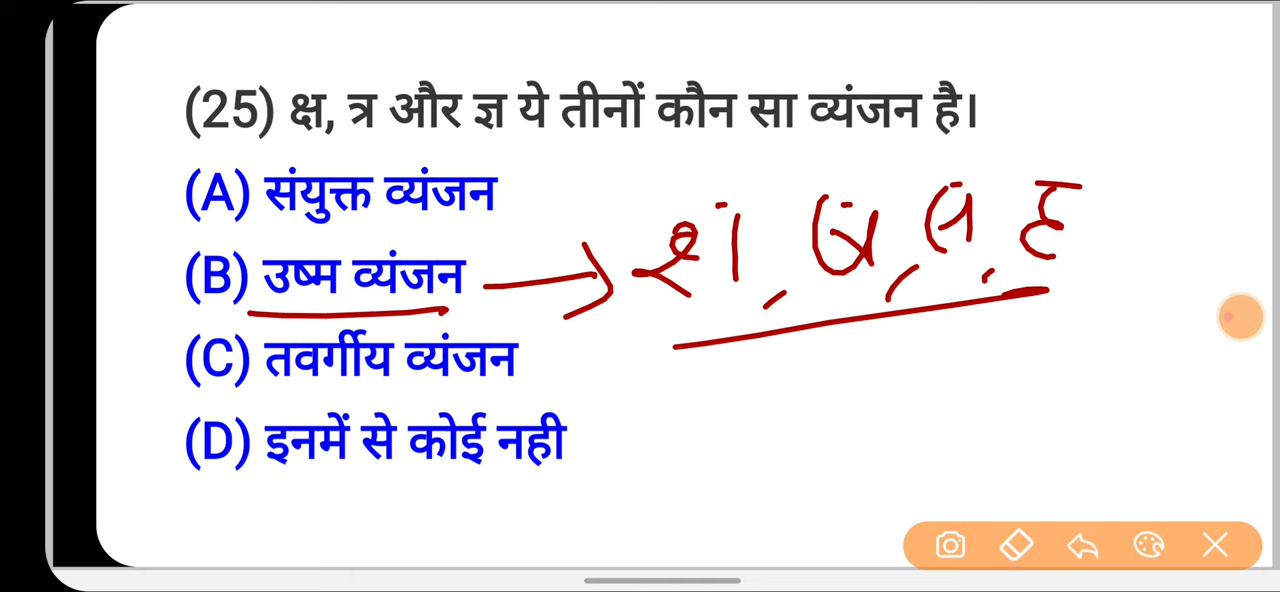 (25) क्ष, त्र और ज्ञ ये तीनों कौन सा व्यंजन है।
(A) संयुक्त व्यंजन
(B) उष्म व्यंजन → श, ष, स, ह
(C) तवर्गीय व्यंजन
(D) इनमें से कोई नही